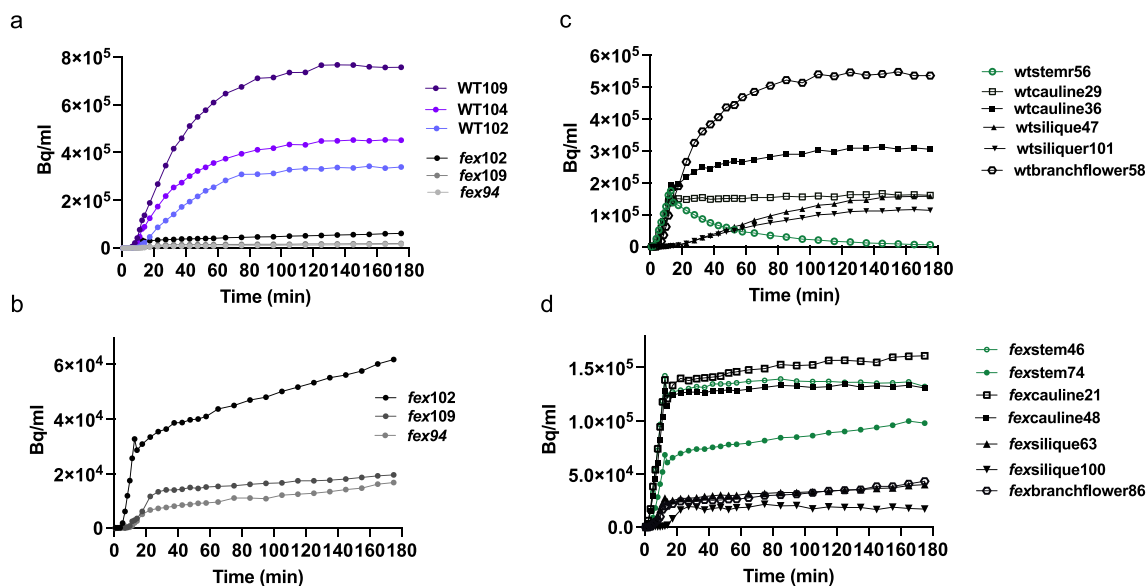 a
Bq/ml
8×10⁵
6×10⁵
4×10⁵
2×10⁵
0
0 20 40 60 80 100 120 140 160 180
Time (min)
WT109
WT104
WT102
fex102
fex109
fex94
c
Bq/ml
6×10⁵
5×10⁵
4×10⁵
3×10⁵
2×10⁵
1×10⁵
0
0 20 40 60 80 100 120 140 160 180
Time (min)
wtstemr56
wtcauline29
wtcauline36
wtsilique47
wtsiliquer101
wtbranchflower58
b
Bq/ml
6×10⁴
4×10⁴
2×10⁴
0
0 20 40 60 80 100 120 140 160 180
Time (min)
fex102
fex109
fex94
d
Bq/ml
1.5×10⁵
1.0×10⁵
5.0×10⁴
0.0
0 20 40 60 80 100 120 140 160 180
Time (min)
fexstem46
fexstem74
fexcauline21
fexcauline48
fexsilique63
fexsilique100
fexbranchflower86